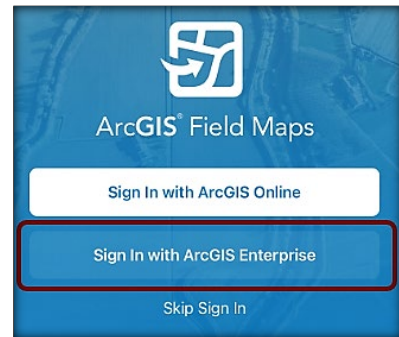 ArcGIS® Field Maps
Sign In with ArcGIS Online
Sign In with ArcGIS Enterprise
Skip Sign In